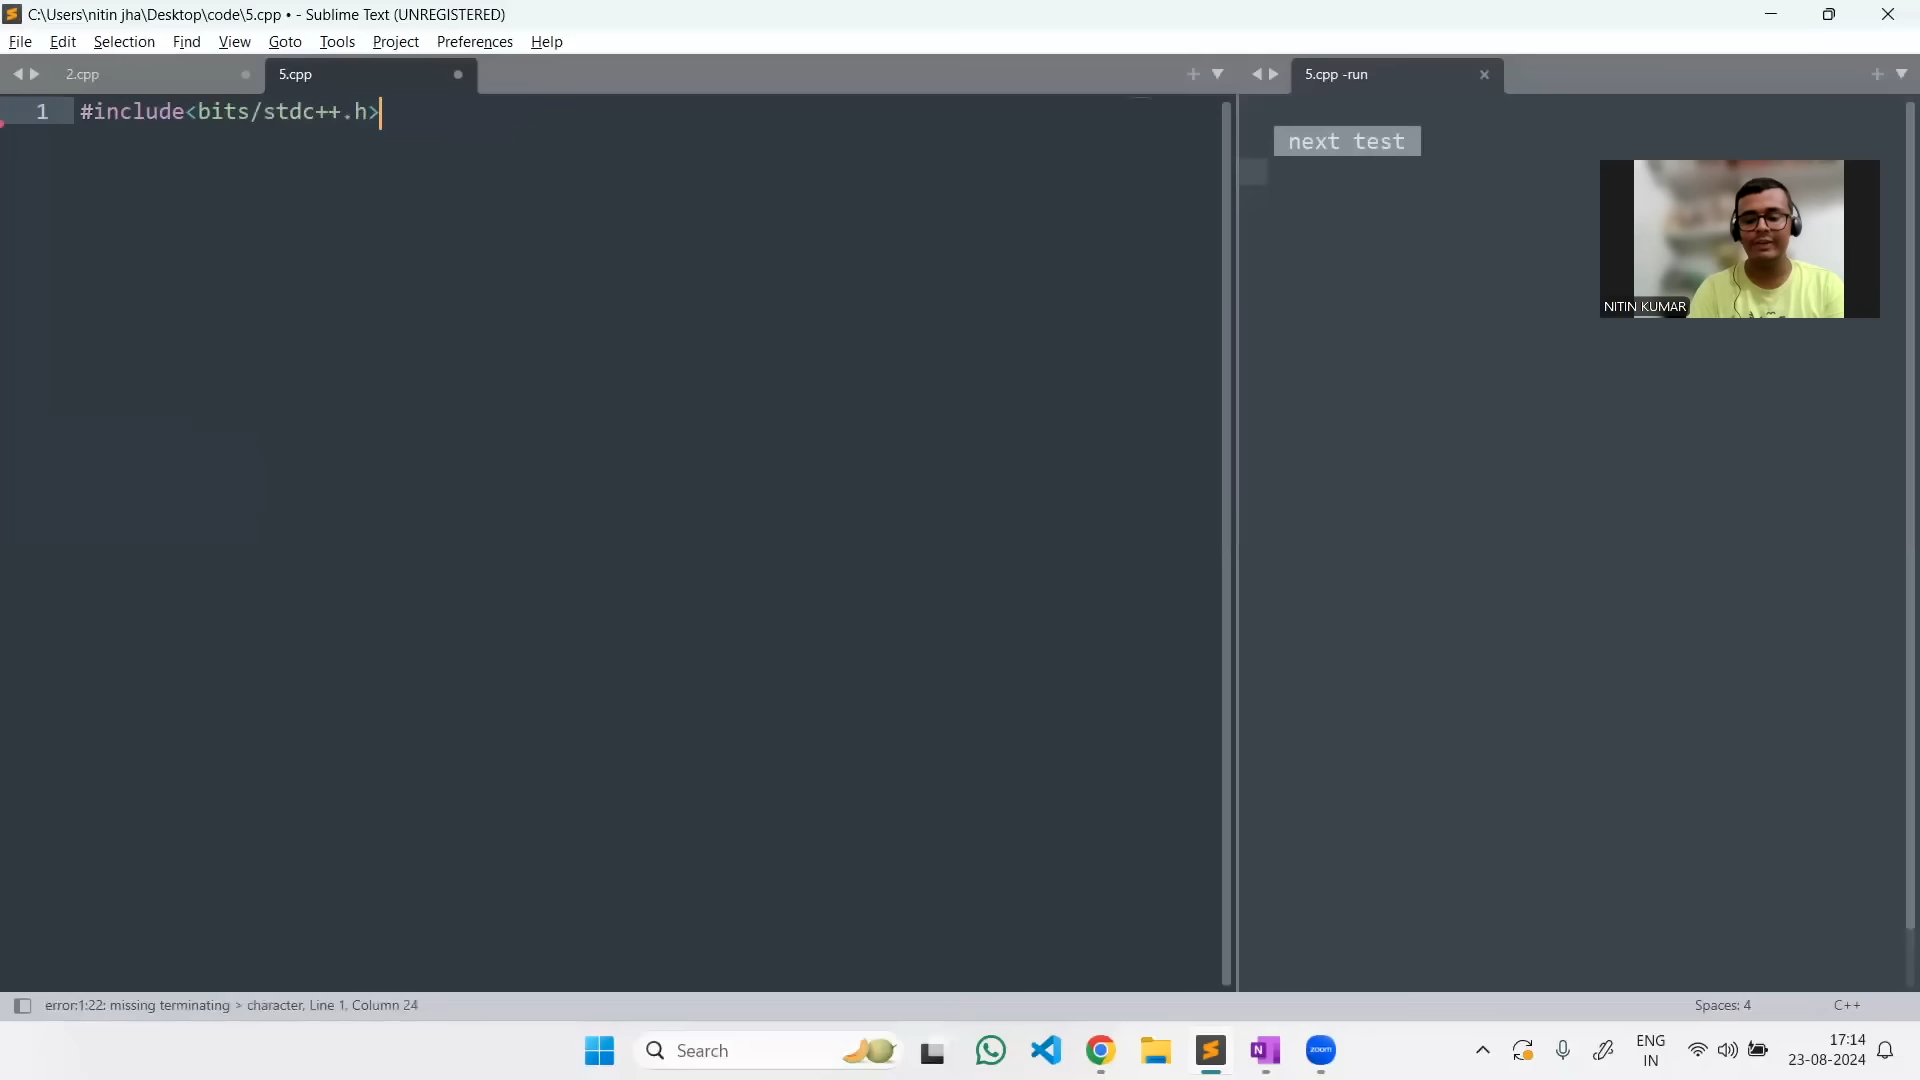 C:\Users\nitin jha\Desktop\code\5.cpp • - Sublime Text (UNREGISTERED)
File Edit Selection Find View Goto Tools Project Preferences Help
2.cpp 5.cpp 5.cpp -run
1 #include<bits/stdc++.h>
next test
NITIN KUMAR
error:1:22: missing terminating > character, Line 1, Column 24 Spaces: 4 C++
Search zoom ENG 17:14
IN 23-08-2024